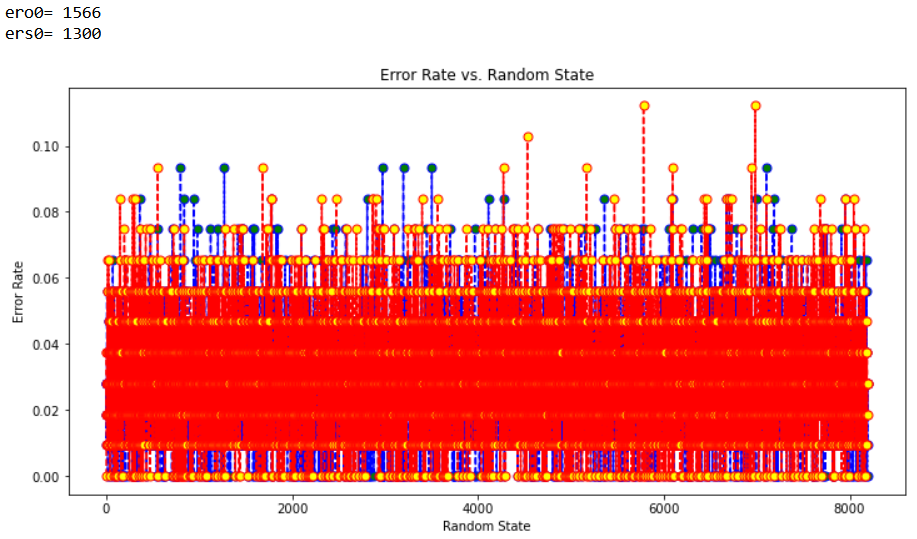 ero0= 1566
ers0= 1300
Error Rate vs. Random State
0.10
0.08
0.06
0.04
0.02
0.00
Error Rate
0 2000 4000 6000 8000
Random State